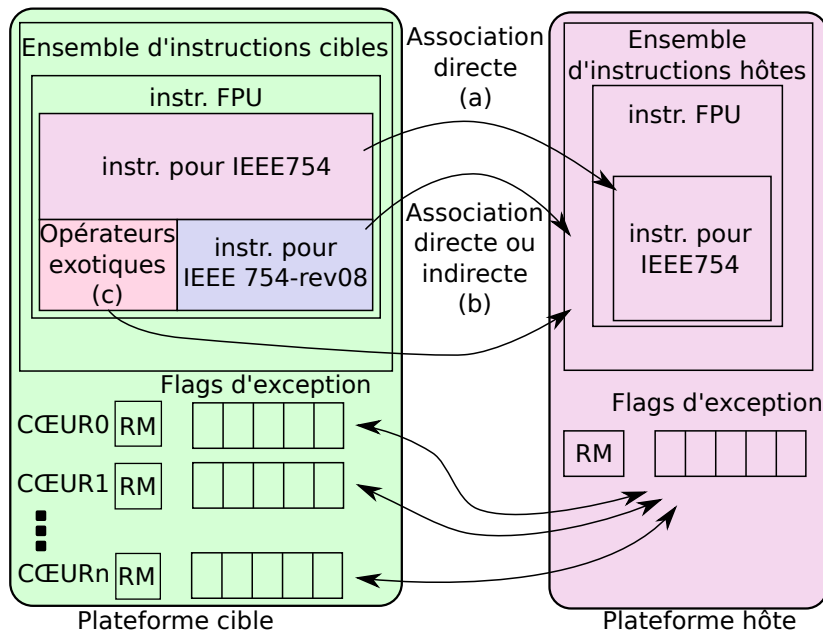 Ensemble d'instructions cibles
instr. FPU
instr. pour IEEE754
Opérateurs
exotiques
(c)
instr. pour
IEEE 754-rev08
Flags d'exception
CŒUR0
RM
CŒUR1
RM
CŒURn
RM
Plateforme cible
Association
directe
(a)
Association
directe ou
indirecte
(b)
Ensemble
d'instructions hôtes
instr. FPU
instr. pour
IEEE754
Flags d'exception
RM
Plateforme hôte